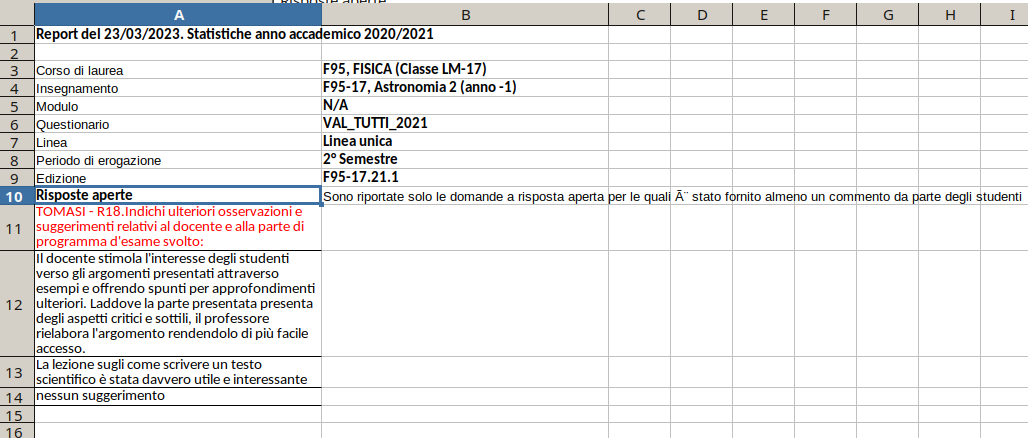 Risposte aperte
A B C D E F G H I
1 Report del 23/03/2023. Statistiche anno accademico 2020/2021
2
3 Corso di laurea F95, FISICA (Classe LM-17)
4 Insegnamento F95-17, Astronomia 2 (anno -1)
5 Modulo N/A
6 Questionario VAL_TUTTI_2021
7 Linea Linea unica
8 Periodo di erogazione 2° Semestre
9 Edizione F95-17.21.1
10 Risposte aperte Sono riportate solo le domande a risposta aperta per le quali Ã¨ stato fornito almeno un commento da parte degli studenti
TOMASI - R18.Indichi ulteriori osservazioni e
11 suggerimenti relativi al docente e alla parte di
programma d'esame svolto:
Il docente stimola l'interesse degli studenti
verso gli argomenti presentati attraverso
esempi e offrendo spunti per approfondimenti
12 ulteriori. Laddove la parte presentata presenta
degli aspetti critici e sottili, il professore
rielabora l'argomento rendendolo di più facile
accesso.
La lezione sugli come scrivere un testo
13 scientifico è stata davvero utile e interessante
14 nessun suggerimento
15
16